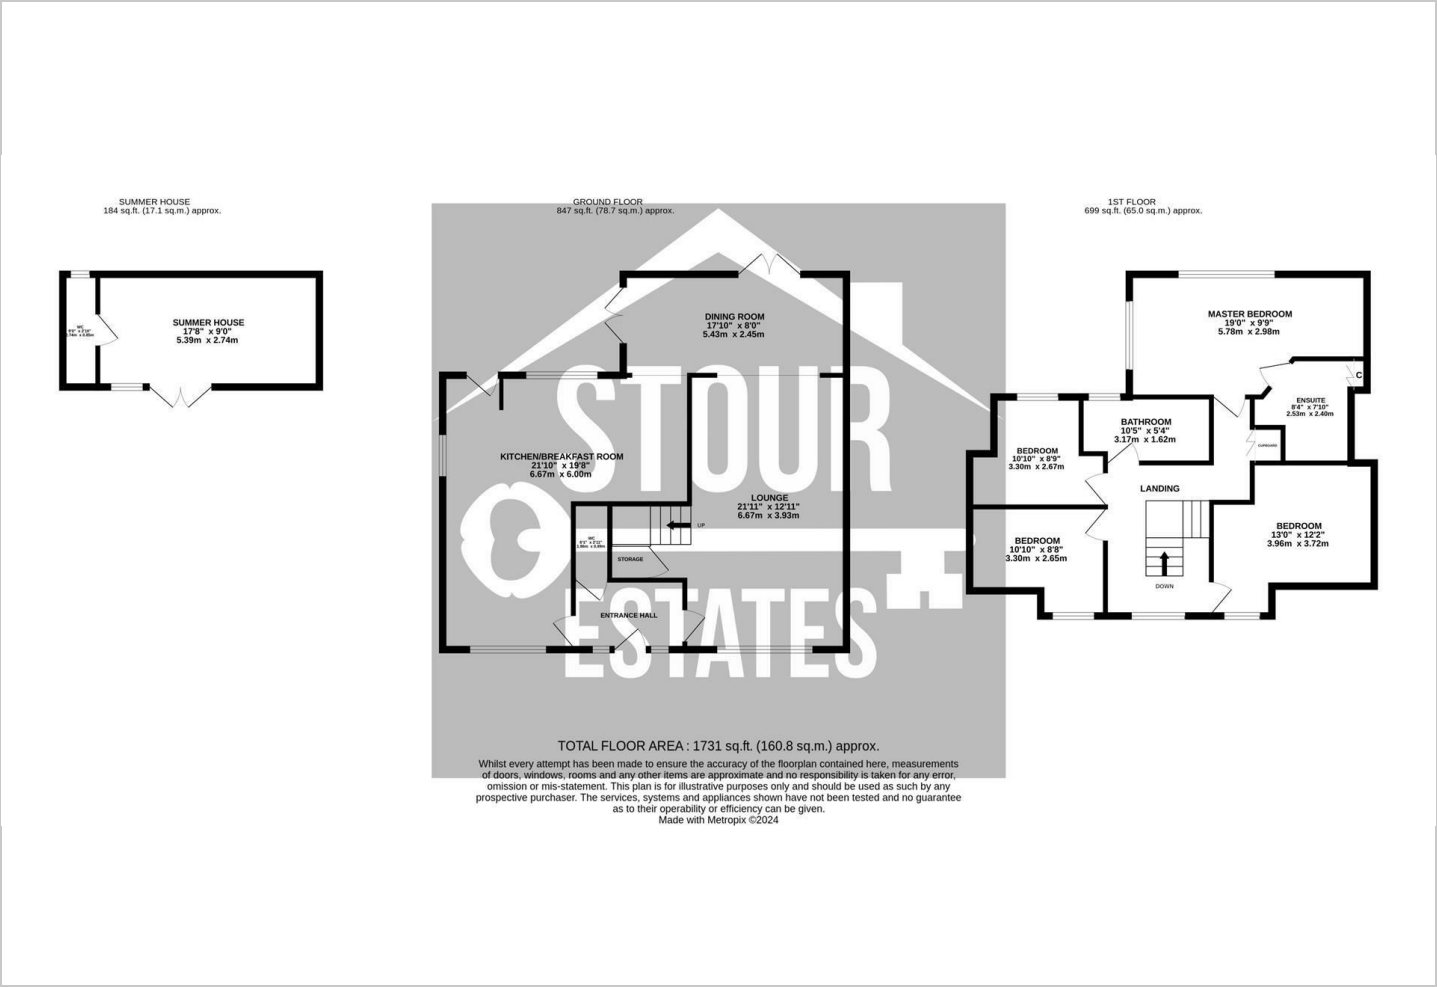 SUMMER HOUSE
184 sq.ft. (17.1 sq.m.) approx.
GROUND FLOOR
847 sq.ft. (78.7 sq.m.) approx.
1ST FLOOR
699 sq.ft. (65.0 sq.m.) approx.
WC
SUMMER HOUSE
17'8" x 9'0"
5.39m x 2.74m
DINING ROOM
17'10" x 8'0"
5.43m x 2.45m
KITCHEN/BREAKFAST ROOM
21'10" x 19'8"
6.67m x 6.00m
LOUNGE
21'11" x 12'11"
6.67m x 3.93m
UP
WC
STORAGE
ENTRANCE HALL
STOUR
ESTATES
MASTER BEDROOM
19'0" x 9'9"
5.78m x 2.98m
C
ENSUITE
8'4" x 7'10"
2.53m x 2.40m
BATHROOM
10'5" x 5'4"
3.17m x 1.62m
CUPBOARD
BEDROOM
10'10" x 8'9"
3.30m x 2.67m
LANDING
BEDROOM
13'0" x 12'2"
3.96m x 3.72m
BEDROOM
10'10" x 8'8"
3.30m x 2.65m
DOWN
TOTAL FLOOR AREA : 1731 sq.ft. (160.8 sq.m.) approx.
Whilst every attempt has been made to ensure the accuracy of the floorplan contained here, measurements
of doors, windows, rooms and any other items are approximate and no responsibility is taken for any error,
omission or mis-statement. This plan is for illustrative purposes only and should be used as such by any
prospective purchaser. The services, systems and appliances shown have not been tested and no guarantee
as to their operability or efficiency can be given.
Made with Metropix ©2024